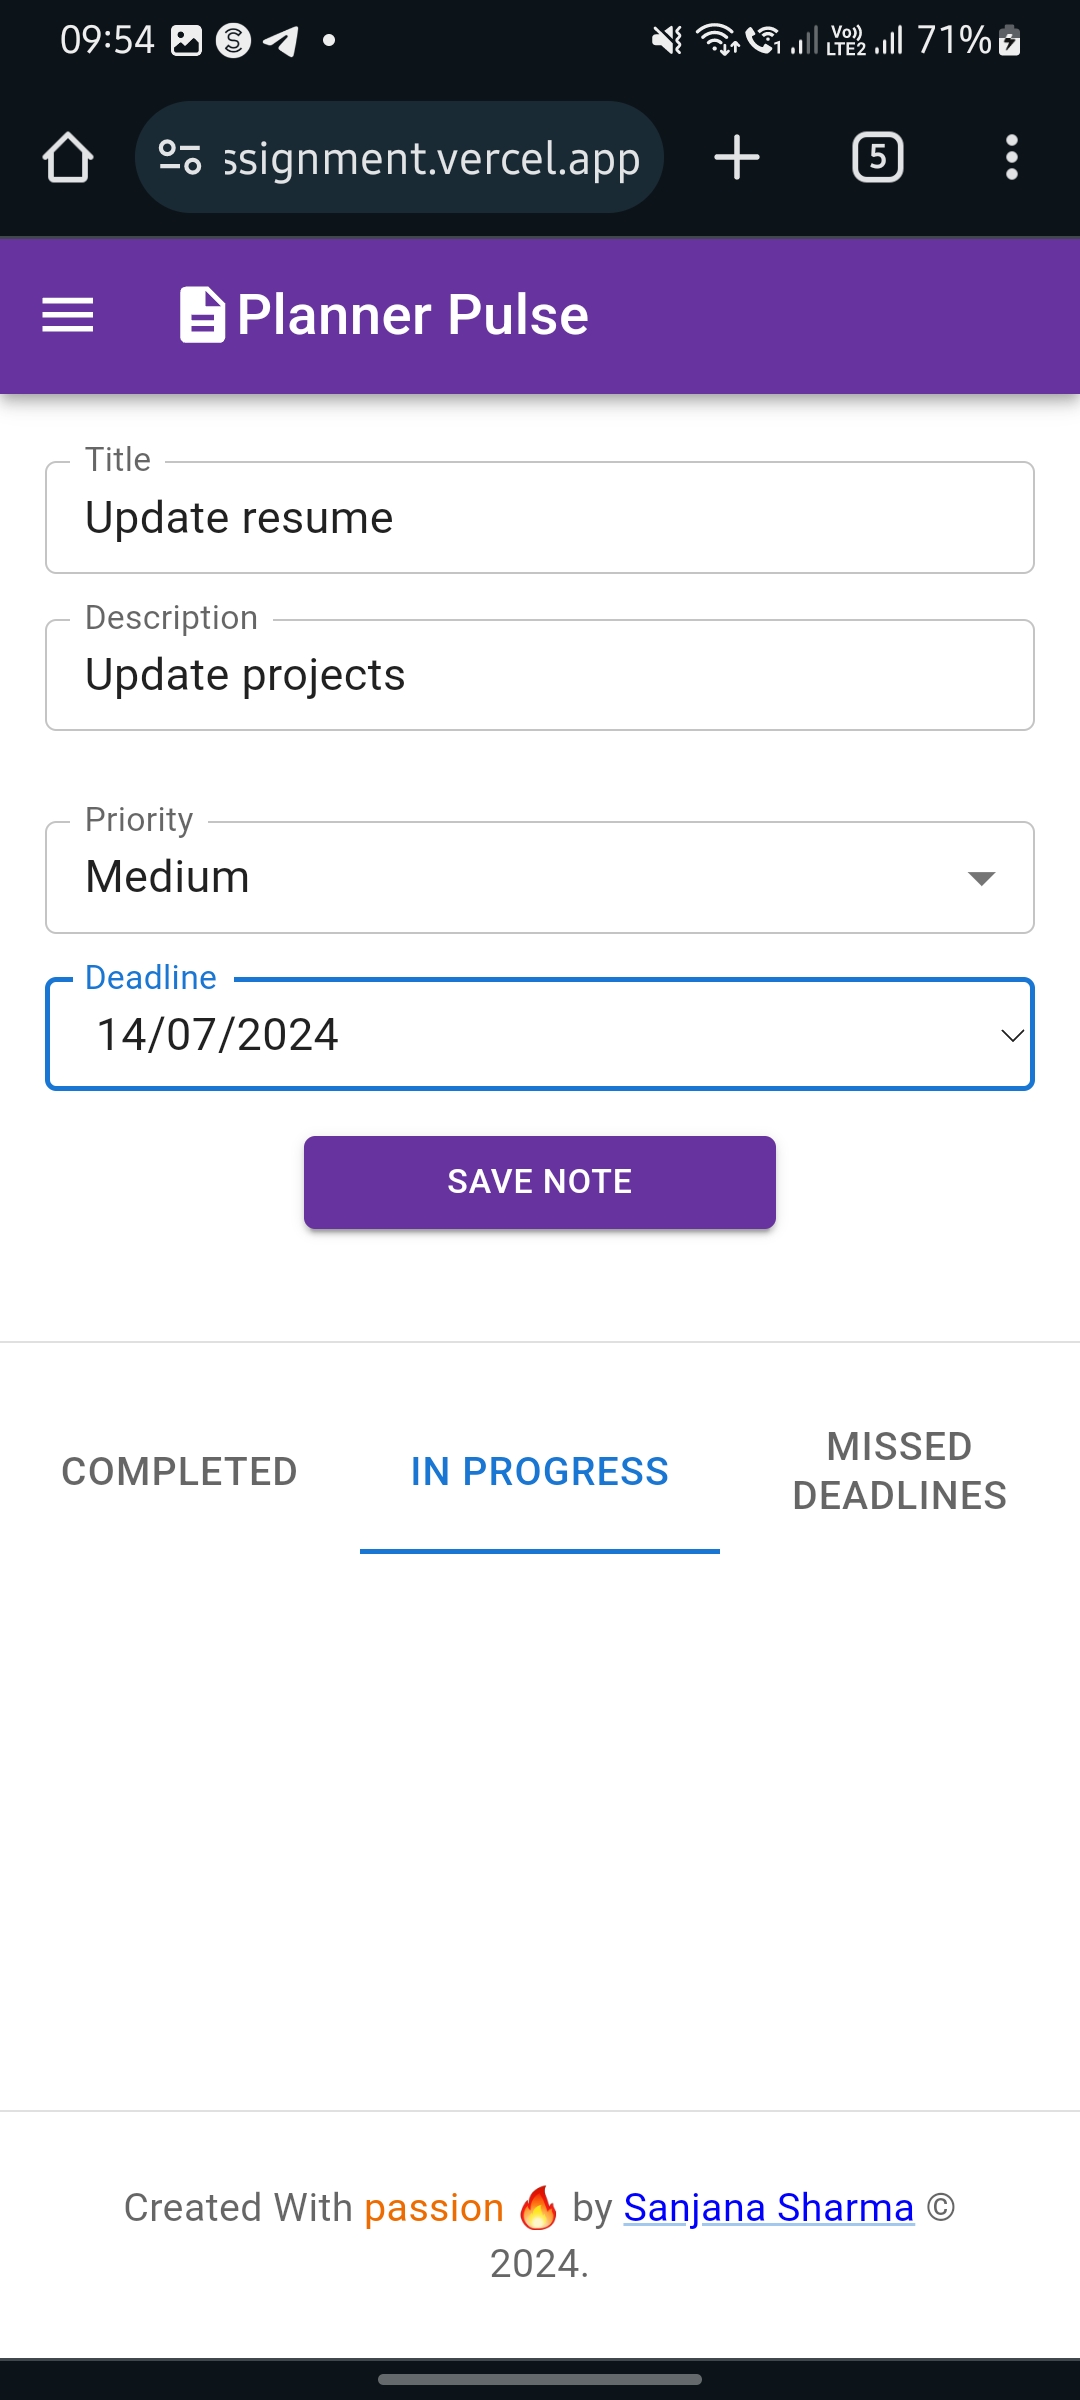 09:54
Vo)) LTE2 71%
ssignment.vercel.app
5
Planner Pulse
Title
Update resume
Description
Update projects
Priority
Medium
Deadline
14/07/2024
SAVE NOTE
COMPLETED
IN PROGRESS
MISSED
DEADLINES
Created With passion 🔥 by Sanjana Sharma ©
2024.